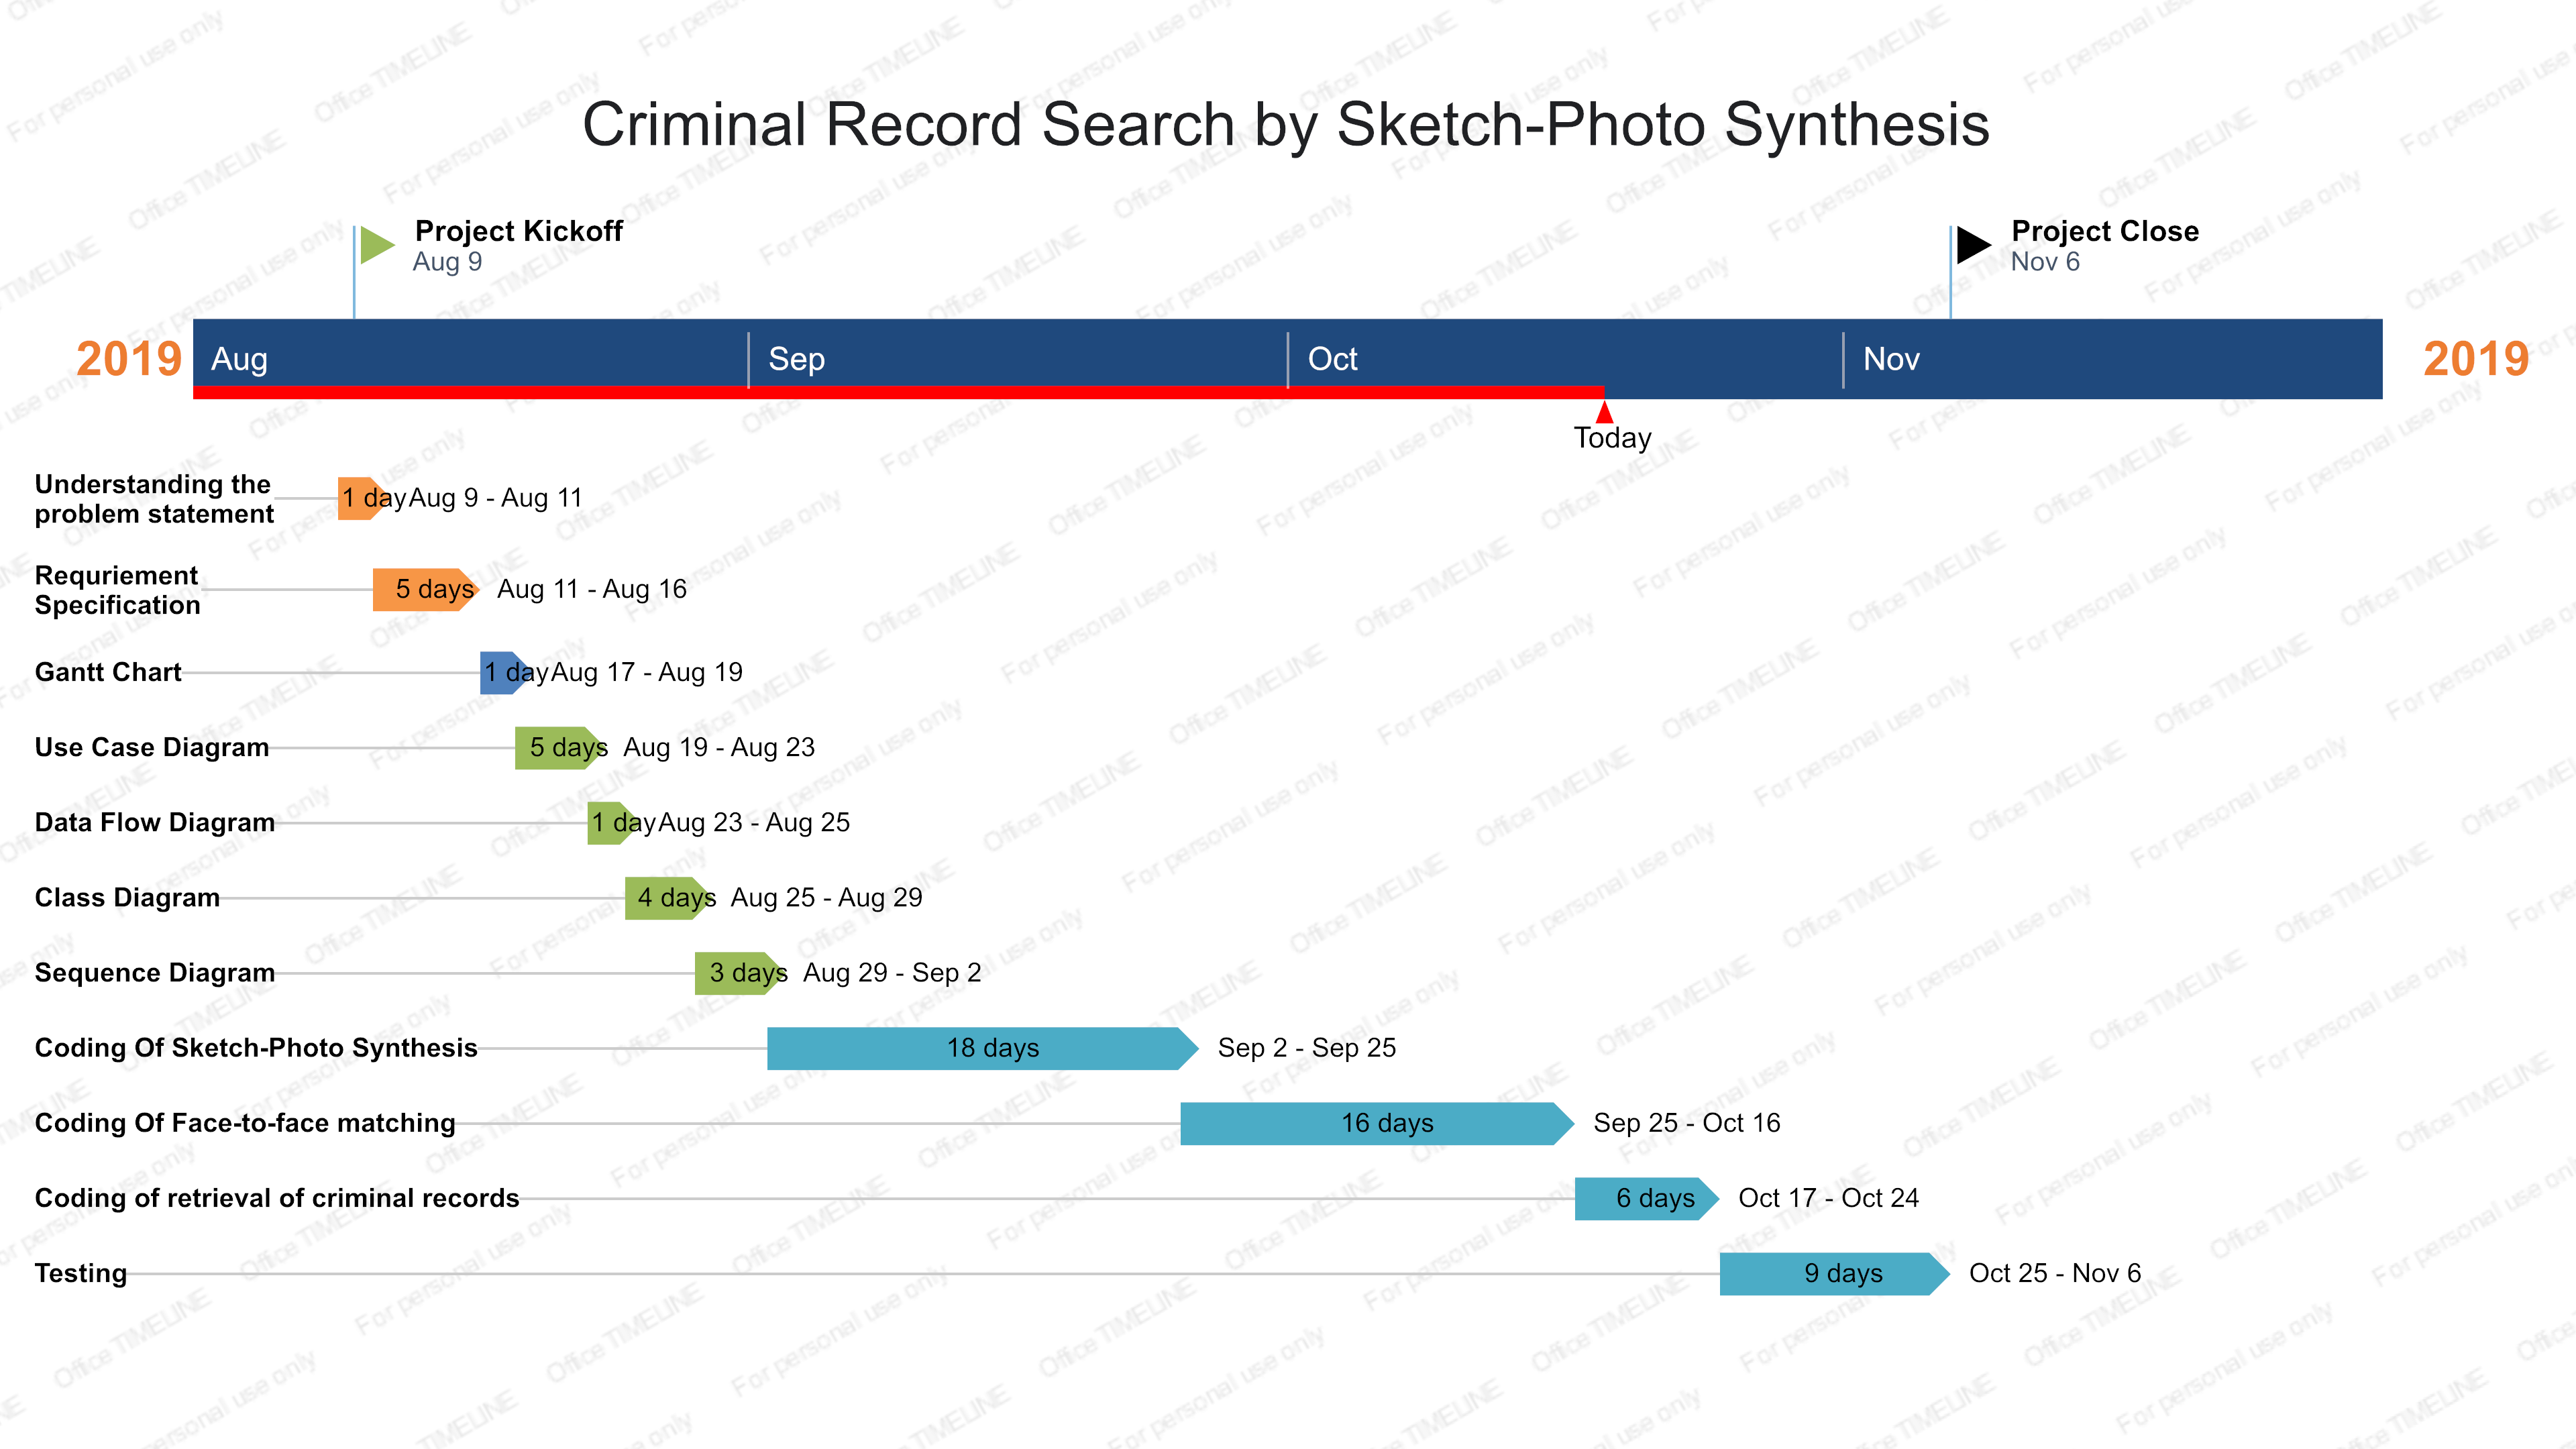 Criminal Record Search by Sketch-Photo Synthesis
Project Kickoff
Aug 9
Project Close
Nov 6
2019 Aug Sep Oct Nov 2019
Today
Understanding the
problem statement
1 day Aug 9 - Aug 11
Requriement
Specification
5 days Aug 11 - Aug 16
Gantt Chart 1 day Aug 17 - Aug 19
Use Case Diagram 5 days Aug 19 - Aug 23
Data Flow Diagram 1 day Aug 23 - Aug 25
Class Diagram 4 days Aug 25 - Aug 29
Sequence Diagram 3 days Aug 29 - Sep 2
Coding Of Sketch-Photo Synthesis 18 days Sep 2 - Sep 25
Coding Of Face-to-face matching 16 days Sep 25 - Oct 16
Coding of retrieval of criminal records 6 days Oct 17 - Oct 24
Testing 9 days Oct 25 - Nov 6
Office TIMELINE For personal use only